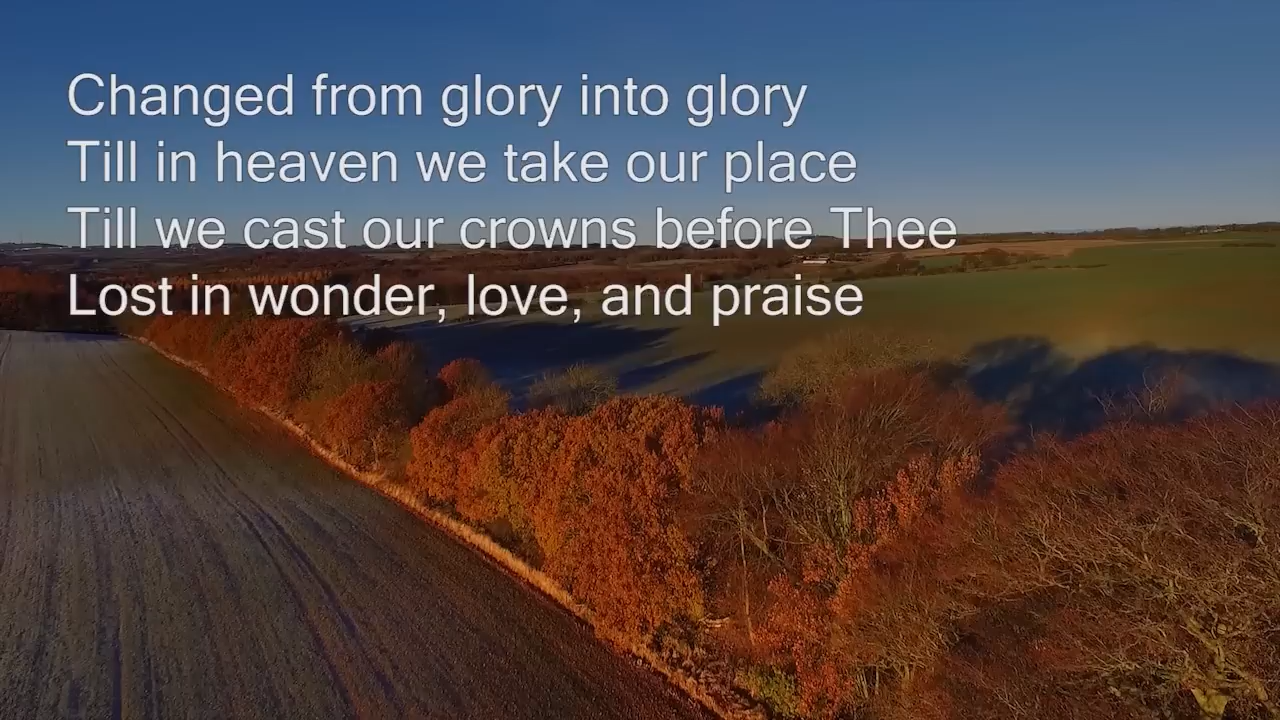 Changed from glory into glory
Till in heaven we take our place
Till we cast our crowns before Thee
Lost in wonder, love, and praise